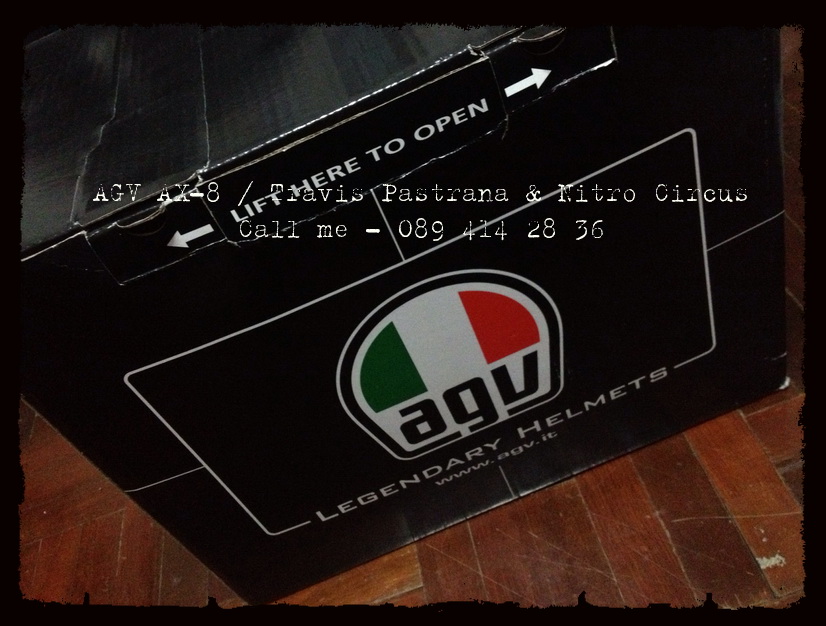 LIFT HERE TO OPEN
AGV AX-8 / Travis Pastrana & Nitro Circus
Call me - 089 414 28 36
agv
LEGENDARY HELMETS
www.agv.it